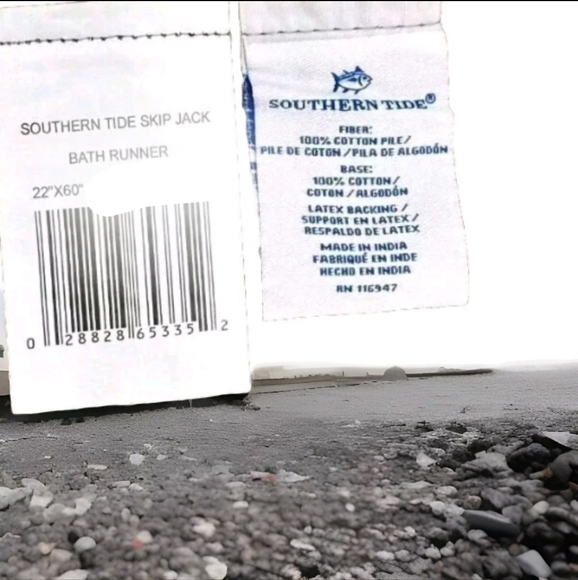 SOUTHERN TIDE SKIP JACK
BATH RUNNER
22"X60"
0 28828 65335 2
SOUTHERN TIDE®
FIBER:
100% COTTON PILE/
PILE DE COTON/PILA DE ALGODÓN
BASE:
100% COTTON/
COTON/ALGODÓN
LATEX BACKING/
SUPPORT EN LATEX/
RESPALDO DE LATEX
MADE IN INDIA
FABRIQUÉ EN INDE
HECHO EN INDIA
RN 116947